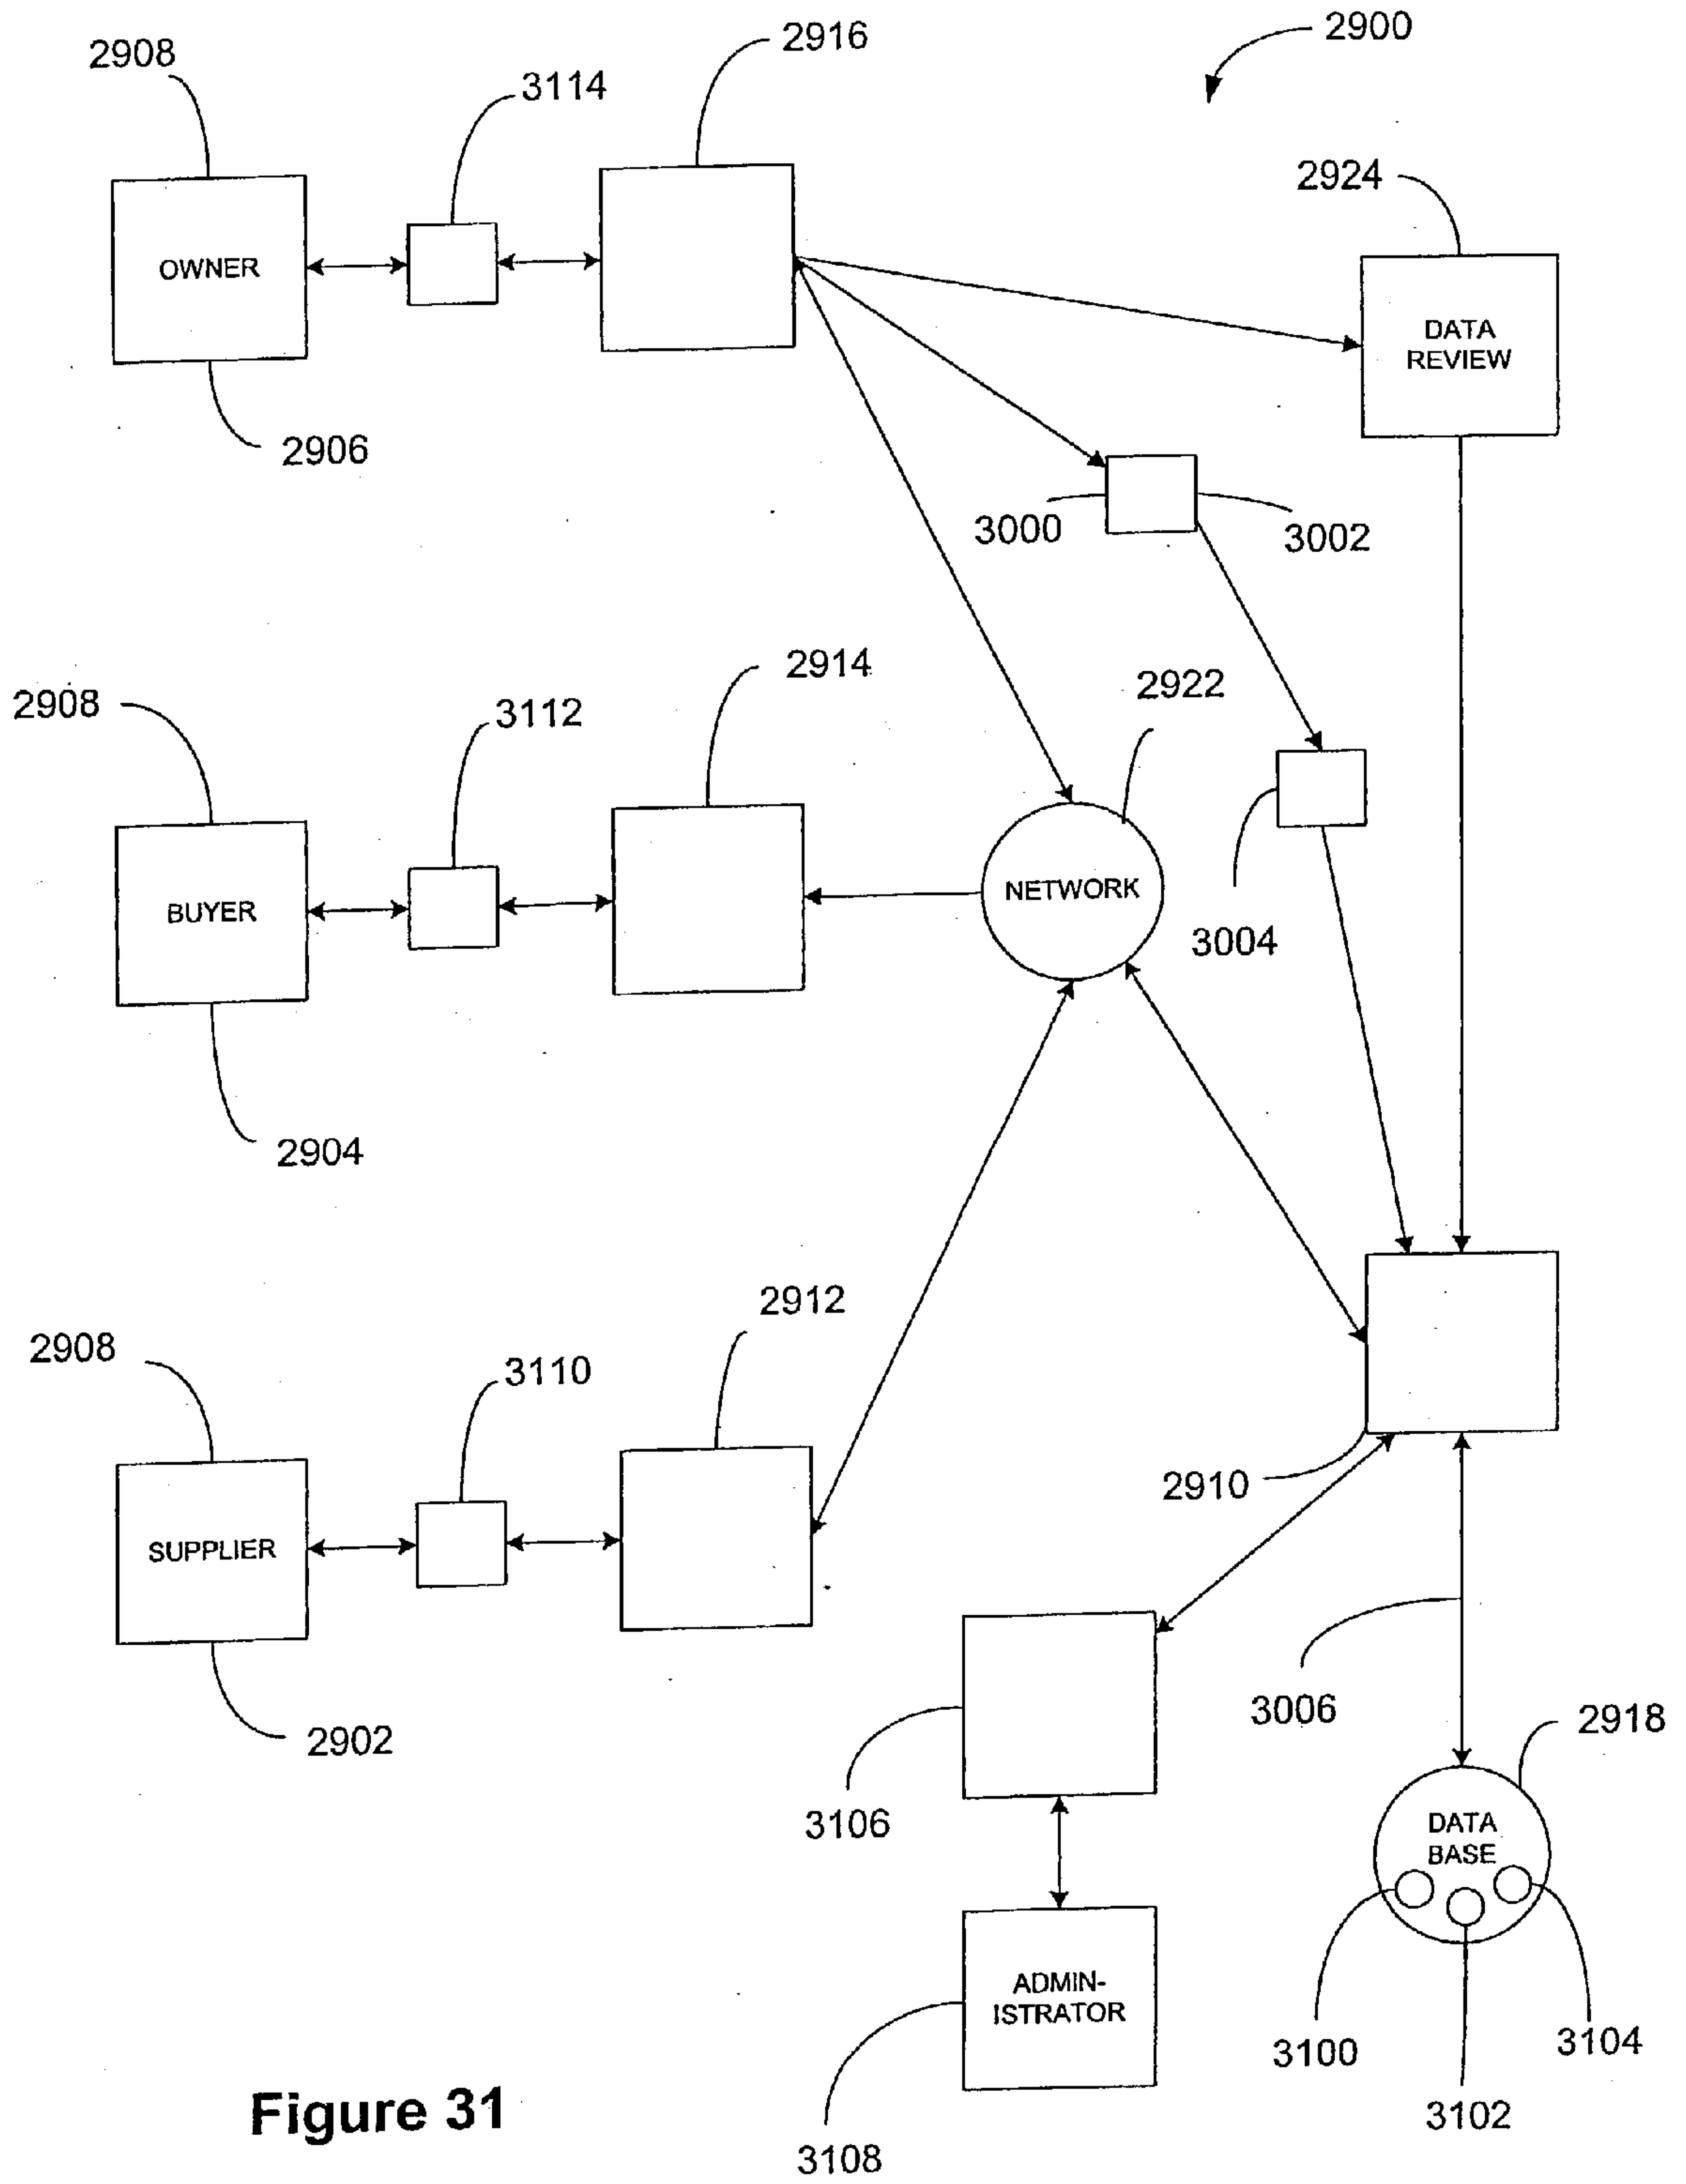 2900
2916
2908
3114
2924
OWNER
DATA
REVIEW
2906
3000
3002
2914
2922
2908
3112
NETWORK
BUYER
3004
2904
2912
2908
3110
2910
SUPPLIER
3006
2918
2902
3106
DATA
BASE
ADMIN-
ISTRATOR
3100
3104
3102
3108
Figure 31